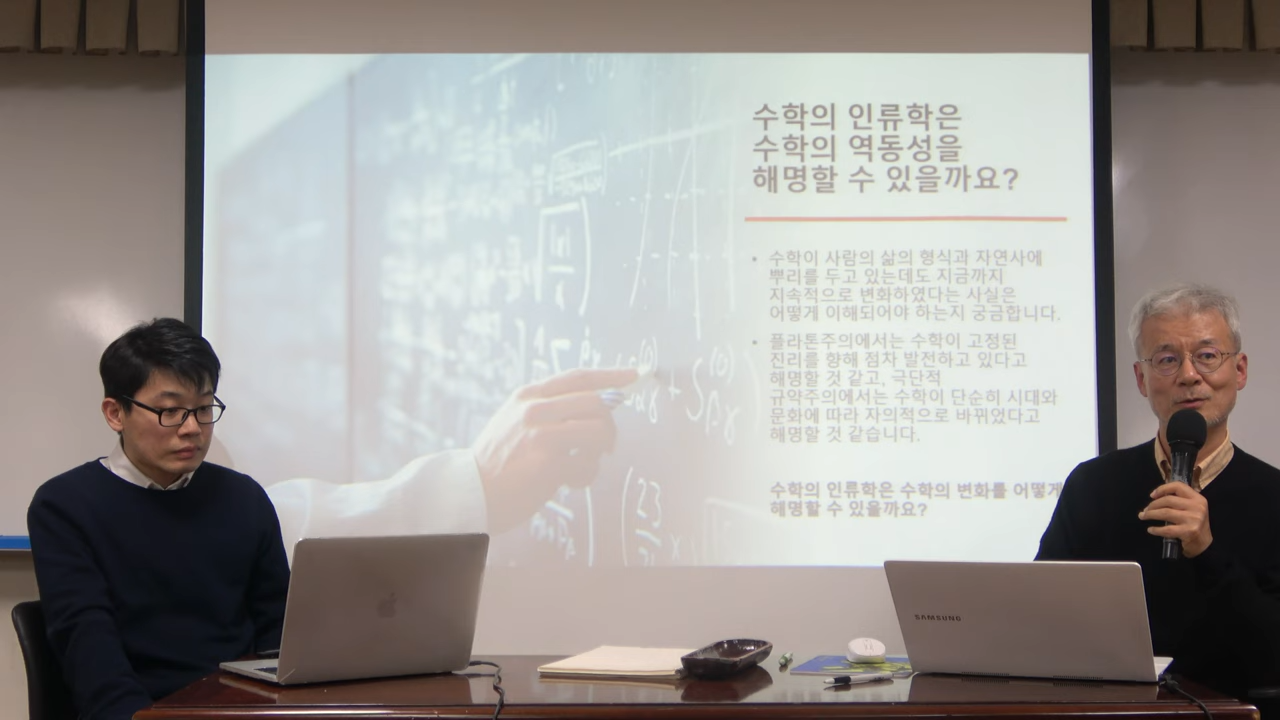 수학의 인류학은
수학의 역동성을
해명할 수 있을까요?
• 수학이 사람의 삶의 형식과 자연사에
뿌리를 두고 있는데도 지금까지
지속적으로 변화하였다는 사실은
어떻게 이해되어야 하는지 궁금합니다.
• 플라톤주의에서는 수학이 고정된
진리를 향해 점차 발전하고 있다고
해명할 것 같고, 극단적
규약주의에서는 수학이 단순히 시대와
문화에 따라 자의적으로 바뀌었다고
해명할 것 같습니다.
수학의 인류학은 수학의 변화를 어떻게
해명할 수 있을까요?
23
SAMSUNG